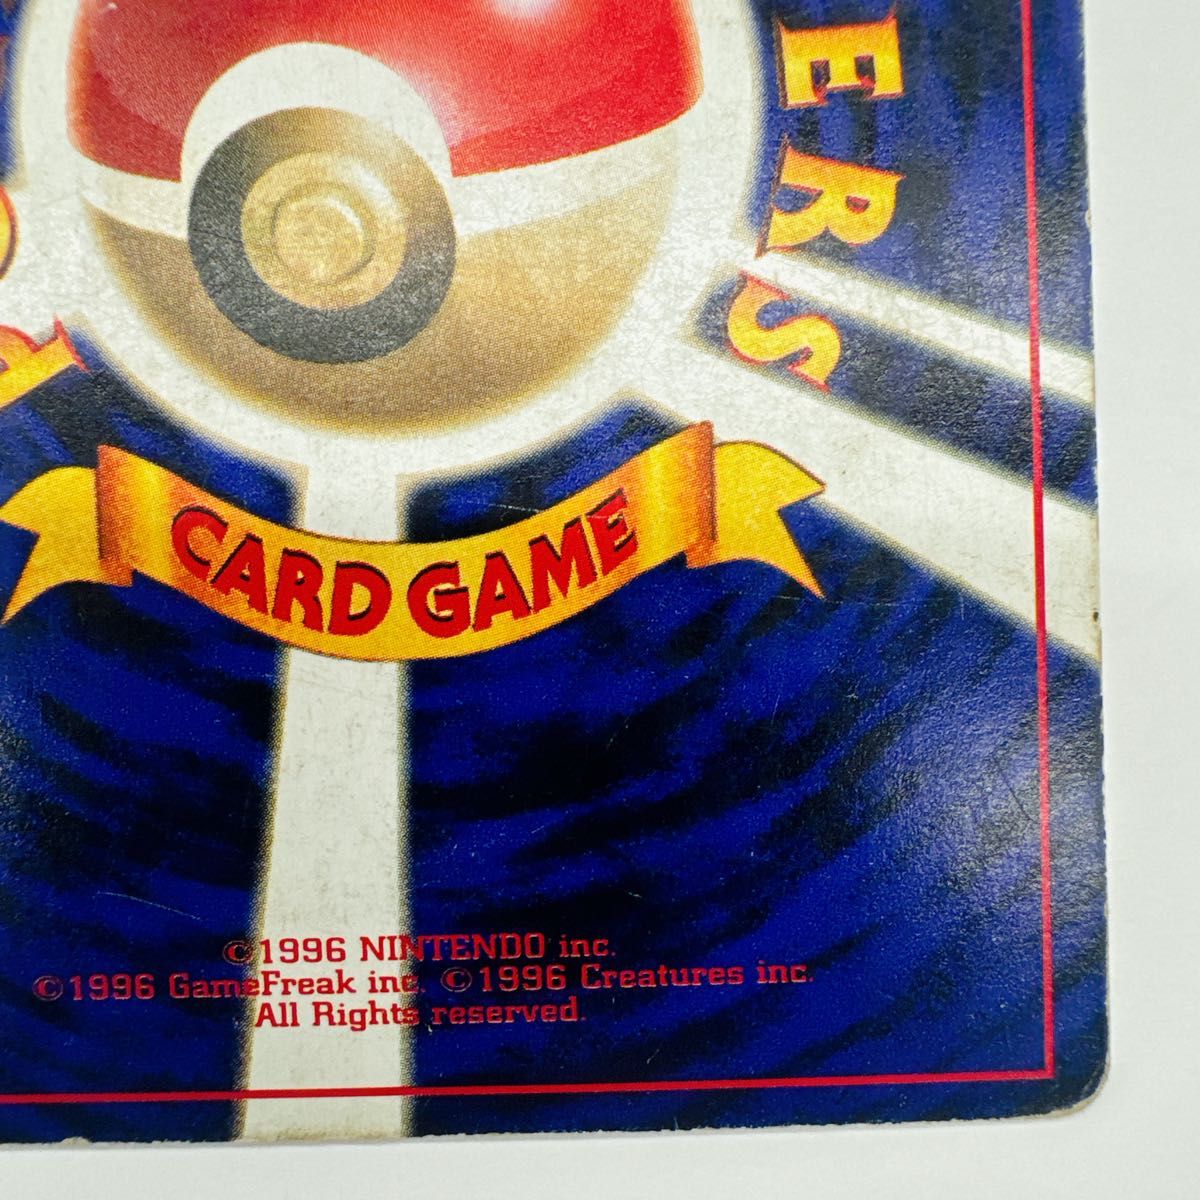 ERS
CARD GAME
©1996 NINTENDO inc.
©1996 GameFreak inc. ©1996 Creatures inc.
All Rights reserved.